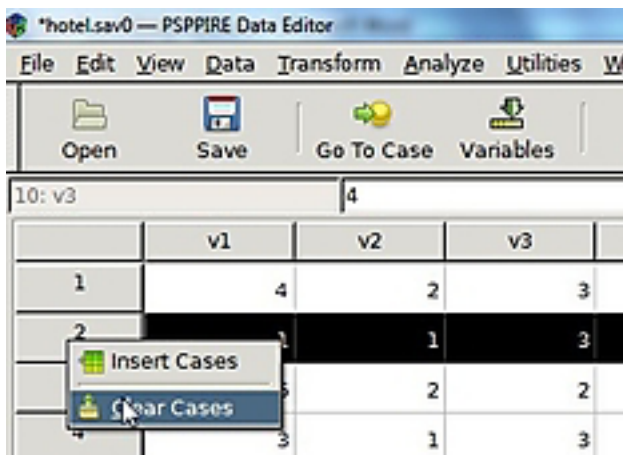 *hotel.sav0 — PSPPIRE Data Editor
File Edit View Data Transform Analyze Utilities W
Open Save Go To Case Variables
10: v3 4
v1 v2 v3
1 4 2 3
2 1 1 3
Insert Cases
2 2
Clear Cases
4 3 1 3